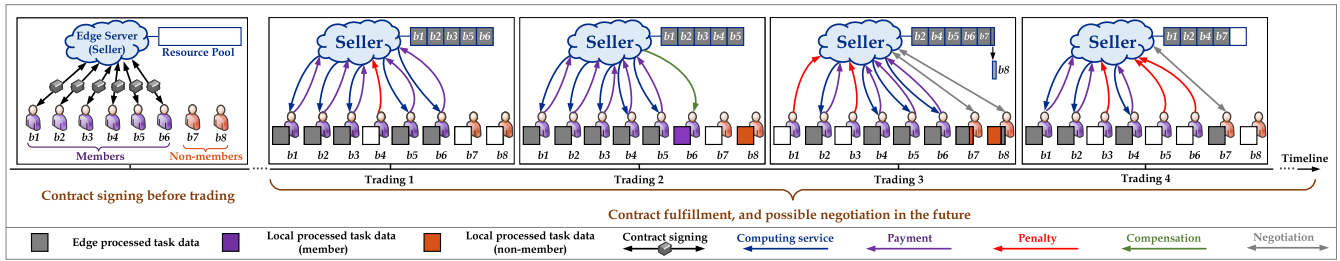 Edge Server
(Seller)
Resource Pool
b1 b2 b3 b4 b5 b6 b7 b8
Members
Non-members
Contract signing before trading
Seller
b1 b2 b3 b5 b6
b1 b2 b3 b4 b5 b6 b7 b8
Trading 1
Seller
b1 b2 b3 b4 b5
b1 b2 b3 b4 b5 b6 b7 b8
Trading 2
Seller
b2 b4 b5 b6 b7
b8
b1 b2 b3 b4 b5 b6 b7 b8
Trading 3
Seller
b1 b2 b4 b7
b1 b2 b3 b4 b5 b6 b7 b8
Trading 4
Timeline
Contract fulfillment, and possible negotiation in the future
Edge processed task data
Local processed task data
(member)
Local processed task data
(non-member)
Contract signing
Computing service
Payment
Penalty
Compensation
Negotiation